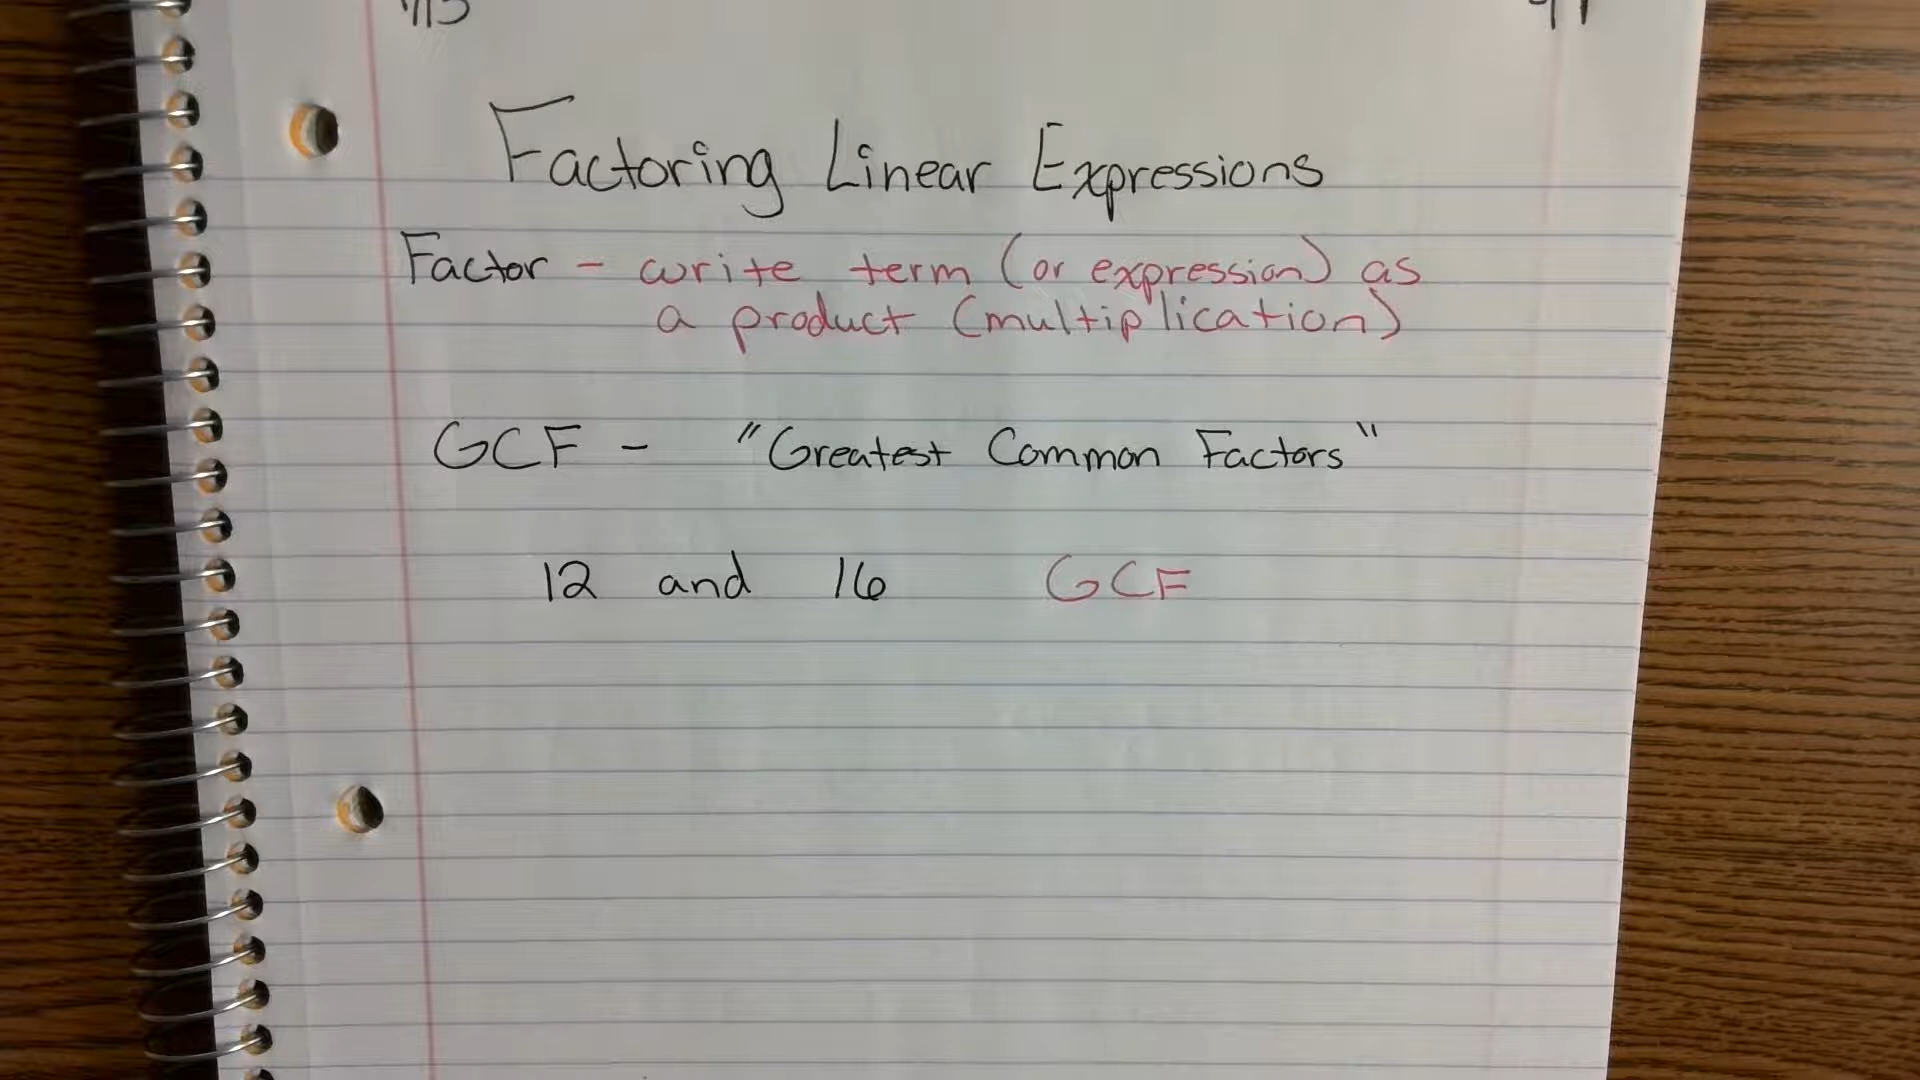 Factoring Linear Expressions
Factor - write term (or expression) as
a product (multiplication)
GCF - "Greatest Common Factors"
12 and 16 GCF